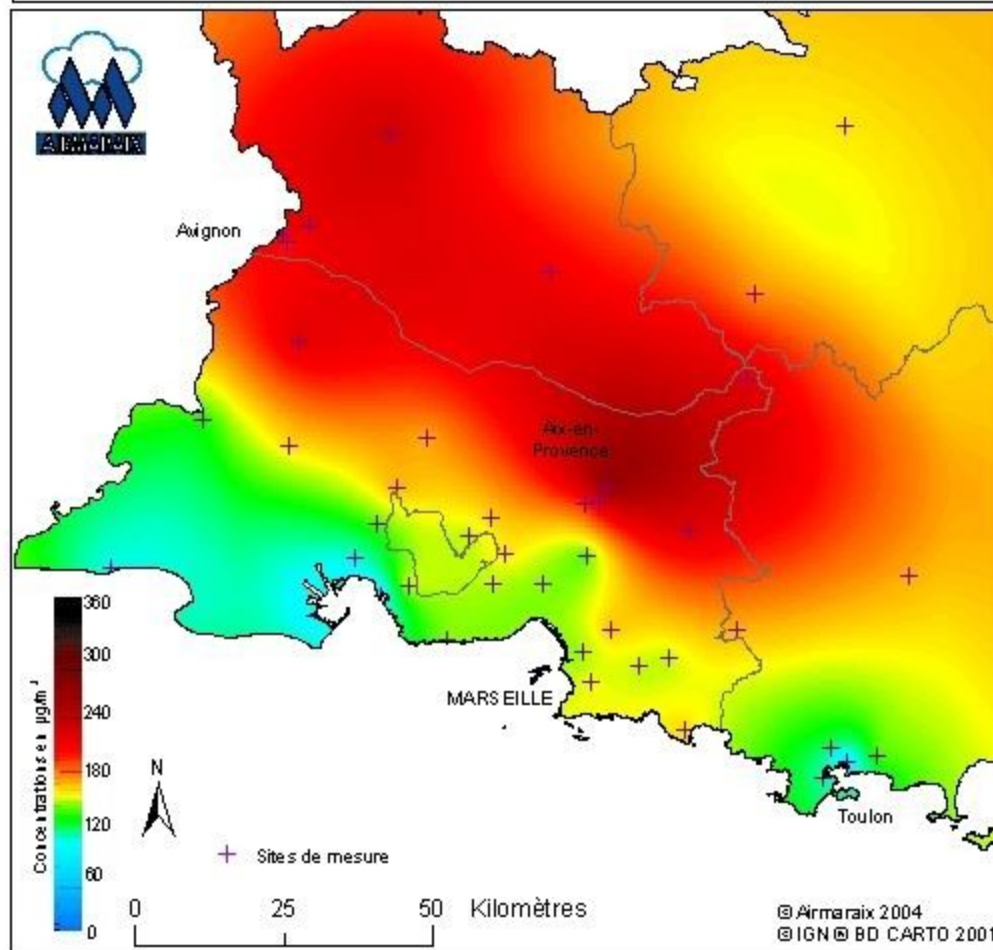 AIRMARAIX
Avignon
Aix-en-
Provence
MARSEILLE
Toulon
Concentrations en µg/m³
360
300
240
180
120
60
0
N
Sites de mesure
0 25 50 Kilomètres
© Airmaraix 2004
© IGN ® BD CARTO 2001